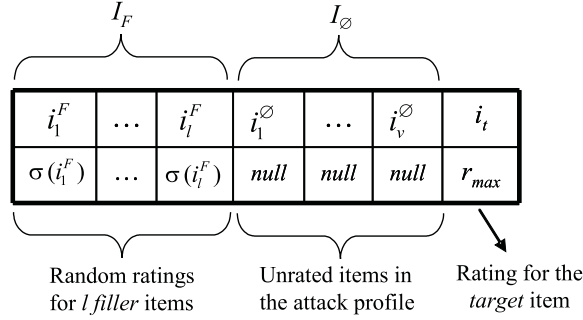 I_F I_∅
i_1^F … i_l^F i_1^∅ … i_v^∅ i_t
σ(i_1^F) … σ(i_l^F) null null null r_max
Random ratings
for l filler items
Unrated items in
the attack profile
Rating for the
target item